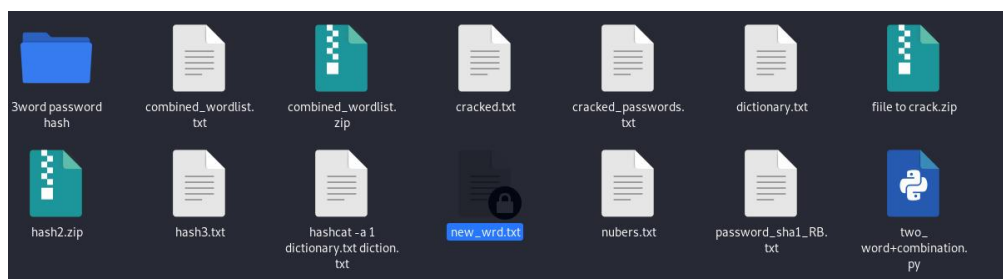 3word password
hash
combined_wordlist.
txt
combined_wordlist.
zip
cracked.txt
cracked_passwords.
txt
dictionary.txt
fiile to crack.zip
hash2.zip
hash3.txt
hashcat -a 1
dictionary.txt diction.
txt
new_wrd.txt
nubers.txt
password_sha1_RB.
txt
two_
word+combination.
py